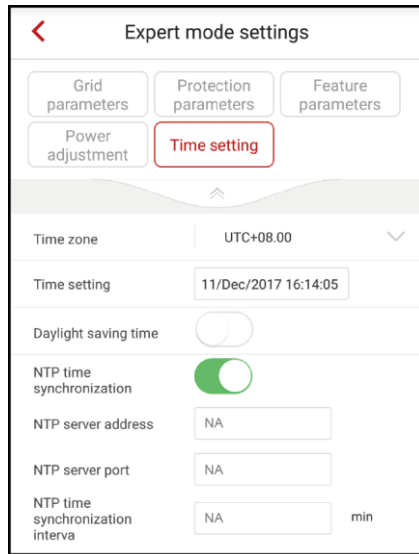 Expert mode settings
Grid
parameters
Protection
parameters
Feature
parameters
Power
adjustment
Time setting
Time zone
UTC+08.00
Time setting
11/Dec/2017 16:14:05
Daylight saving time
NTP time
synchronization
NTP server address
NA
NTP server port
NA
NTP time
synchronization
interva
NA
min